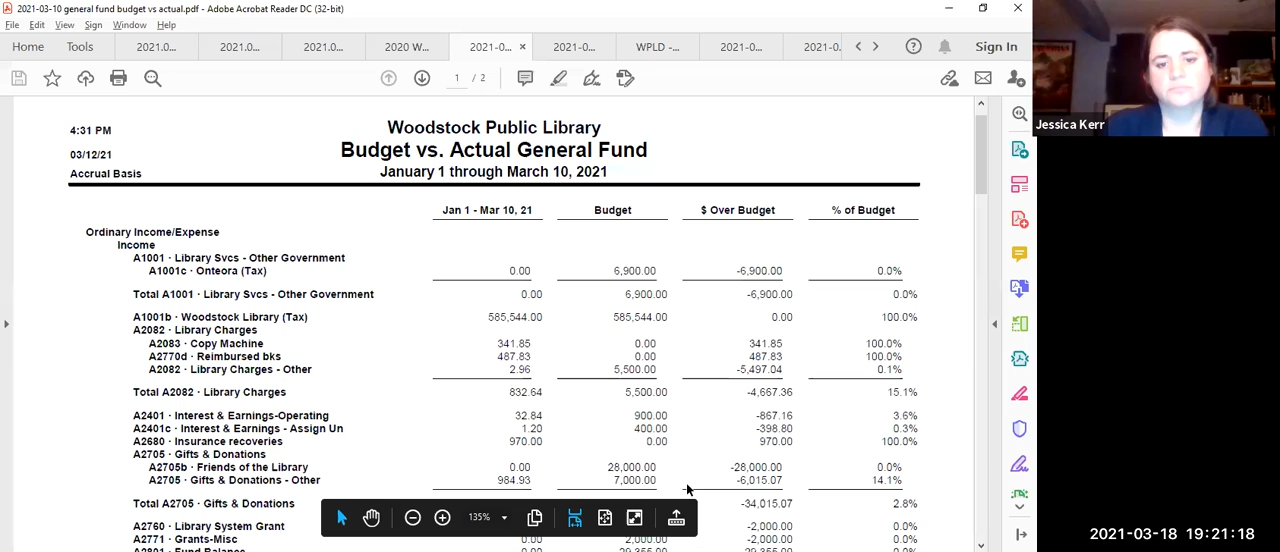 2021-03-10 general fund budget vs actual.pdf - Adobe Acrobat Reader DC (32-bit)
File Edit View Sign Window Help
Home Tools 2021.0... 2021.0... 2021.0... 2020 W... 2021-0... × 2021-0... WPLD -... 2021-0... 2021-0. Sign In
1 / 2
Jessica Kerr
4:31 PM Woodstock Public Library
03/12/21 Budget vs. Actual General Fund
Accrual Basis January 1 through March 10, 2021
Jan 1 - Mar 10, 21 Budget $ Over Budget % of Budget
Ordinary Income/Expense
Income
A1001 · Library Svcs - Other Government
A1001c · Onteora (Tax) 0.00 6,900.00 -6,900.00 0.0%
Total A1001 · Library Svcs - Other Government 0.00 6,900.00 -6,900.00 0.0%
A1001b · Woodstock Library (Tax) 585,544.00 585,544.00 0.00 100.0%
A2082 · Library Charges
A2083 · Copy Machine 341.85 0.00 341.85 100.0%
A2770d · Reimbursed bks 487.83 0.00 487.83 100.0%
A2082 · Library Charges - Other 2.96 5,500.00 -5,497.04 0.1%
Total A2082 · Library Charges 832.64 5,500.00 -4,667.36 15.1%
A2401 · Interest & Earnings-Operating 32.84 900.00 -867.16 3.6%
A2401c · Interest & Earnings - Assign Un 1.20 400.00 -398.80 0.3%
A2680 · Insurance recoveries 970.00 0.00 970.00 100.0%
A2705 · Gifts & Donations
A2705b · Friends of the Library 0.00 28,000.00 -28,000.00 0.0%
A2705 · Gifts & Donations - Other 984.93 7,000.00 -6,015.07 14.1%
Total A2705 · Gifts & Donations -34,015.07 2.8%
135%
A2760 · Library System Grant -2,000.00 0.0%
A2771 · Grants-Misc 0.00 2,000.00 -2,000.00 0.0%
A2801 · Fund Balance 0.00 29,355.00 -29,355.00 0.0%
2021-03-18 19:21:18